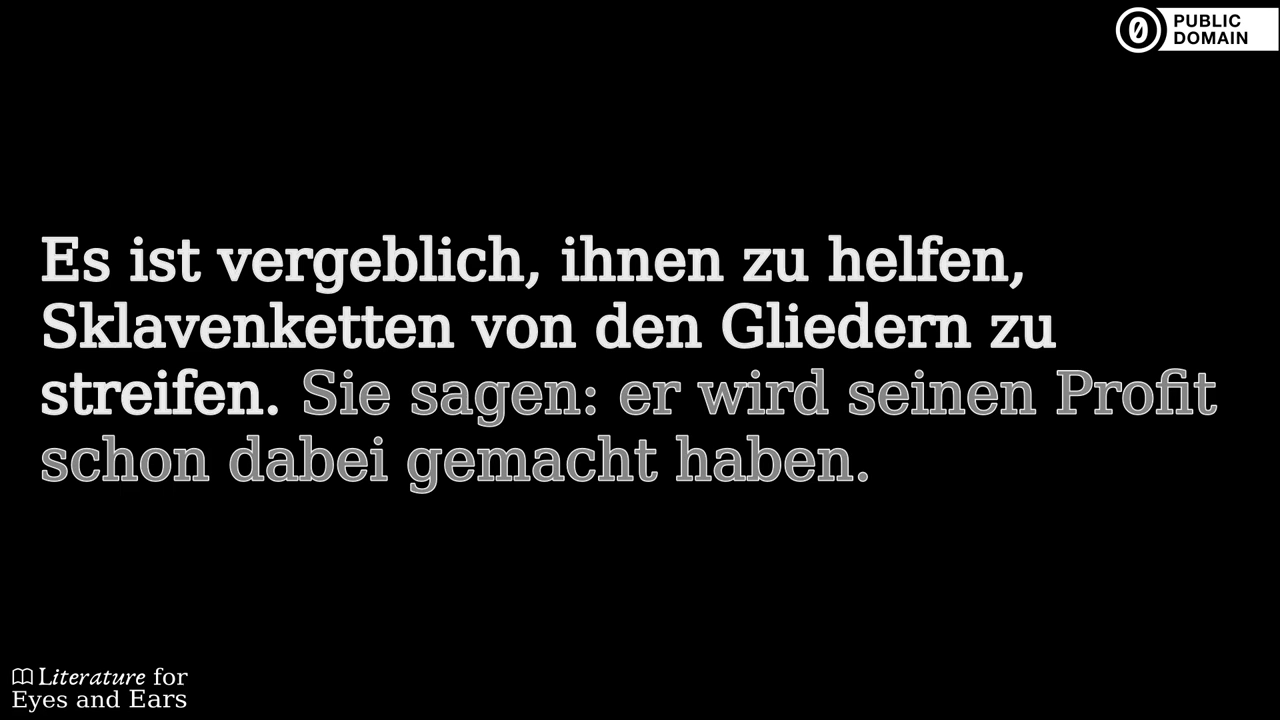 PUBLIC
DOMAIN
Es ist vergeblich, ihnen zu helfen,
Sklavenketten von den Gliedern zu
streifen. Sie sagen: er wird seinen Profit
schon dabei gemacht haben.
Literature for
Eyes and Ears